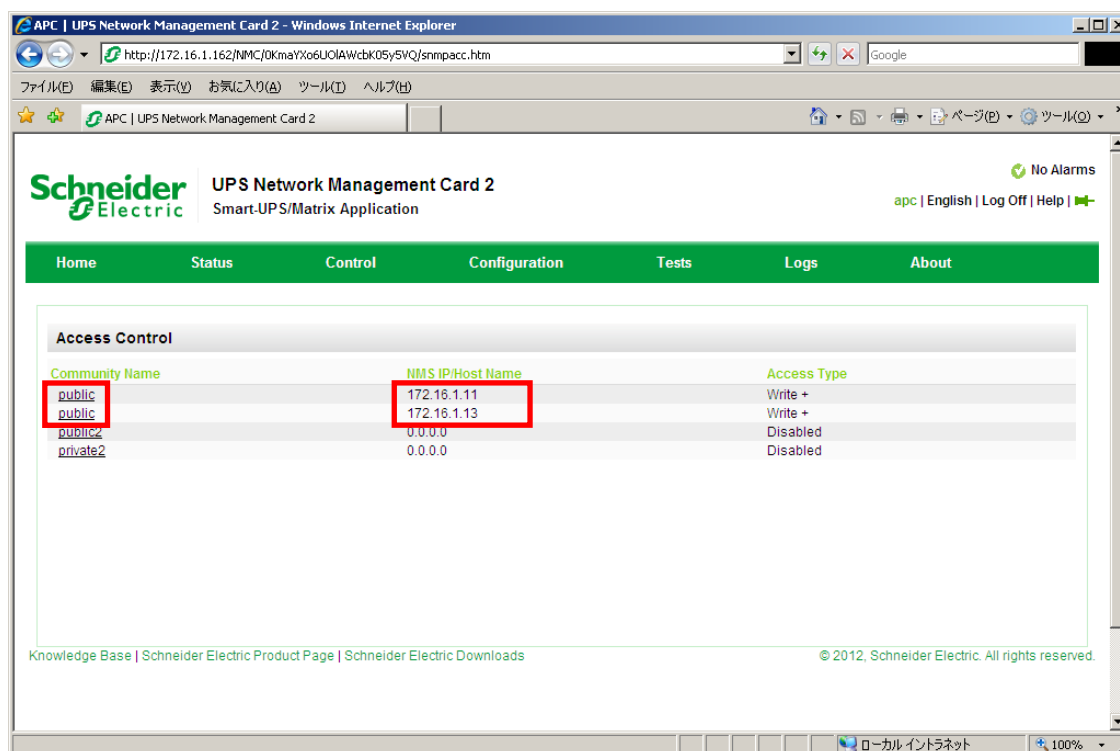 APC | UPS Network Management Card 2 - Windows Internet Explorer
http://172.16.1.162/NMC/0KmaYXo6UOlAWcbK05y5VQ/snmpacc.htm Google
ファイル(F) 編集(E) 表示(V) お気に入り(A) ツール(T) ヘルプ(H)
APC | UPS Network Management Card 2 ページ(P) ツール(O)
No Alarms
Schneider Electric
UPS Network Management Card 2
Smart-UPS/Matrix Application
apc | English | Log Off | Help |
Home Status Control Configuration Tests Logs About
Access Control
Community Name NMS IP/Host Name Access Type
public 172.16.1.11 Write +
public 172.16.1.13 Write +
public2 0.0.0.0 Disabled
private2 0.0.0.0 Disabled
Knowledge Base | Schneider Electric Product Page | Schneider Electric Downloads © 2012, Schneider Electric. All rights reserved.
ローカル イントラネット 100%